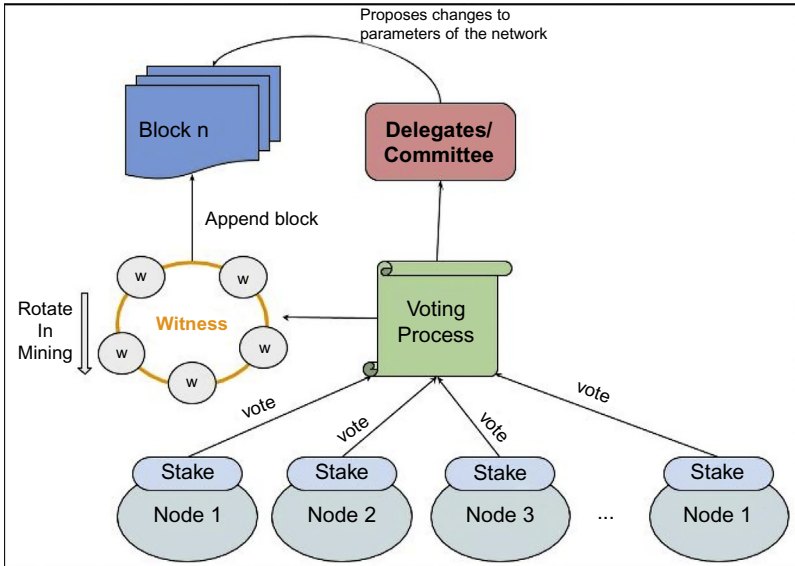 Proposes changes to
parameters of the network
Block n
Delegates/
Committee
Append block
w
w
w
w
w
Witness
Rotate
In
Mining
Voting
Process
vote
vote
vote
vote
Stake
Stake
Stake
Stake
Node 1
Node 2
Node 3
...
Node 1